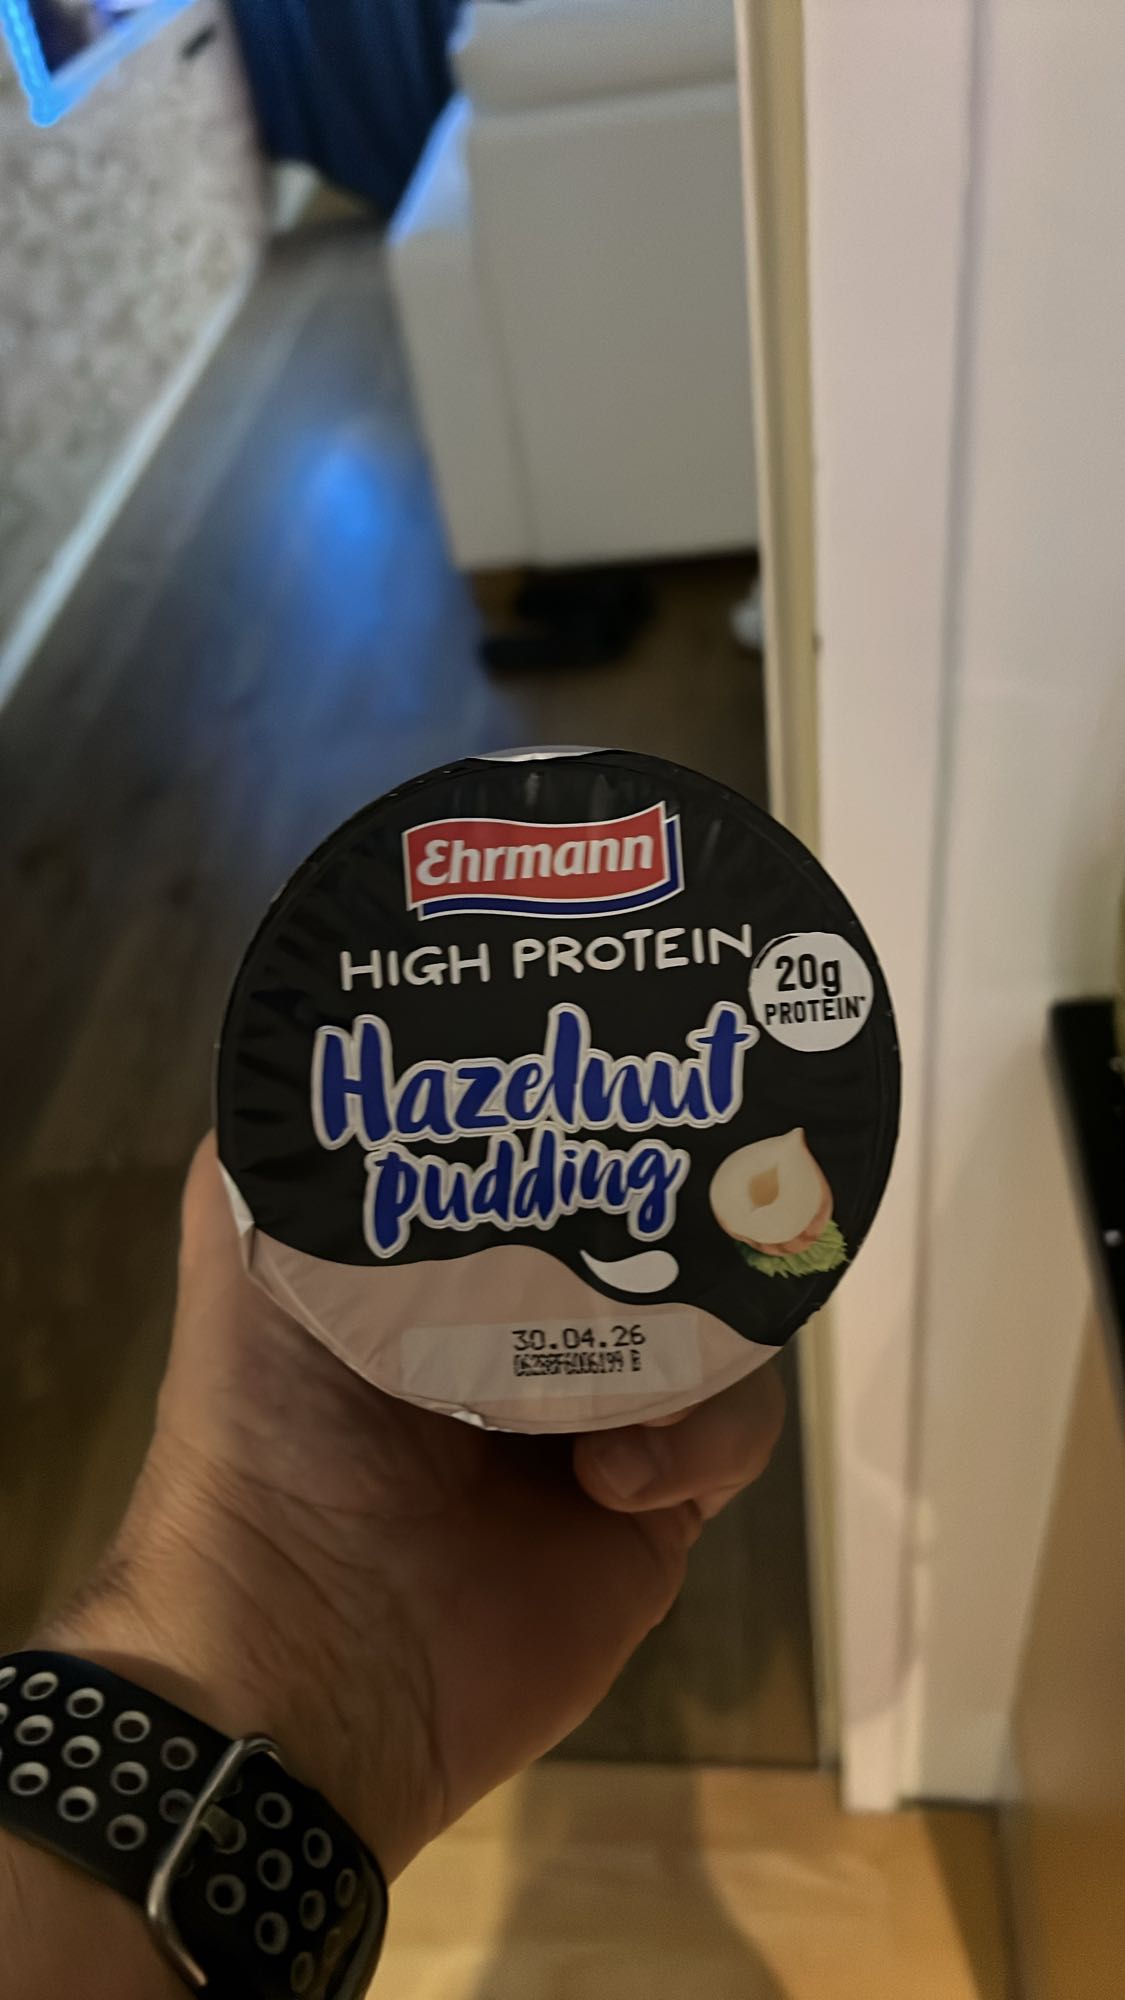 Ehrmann
HIGH PROTEIN
20g
PROTEIN*
Hazelnut
pudding
30.04.26